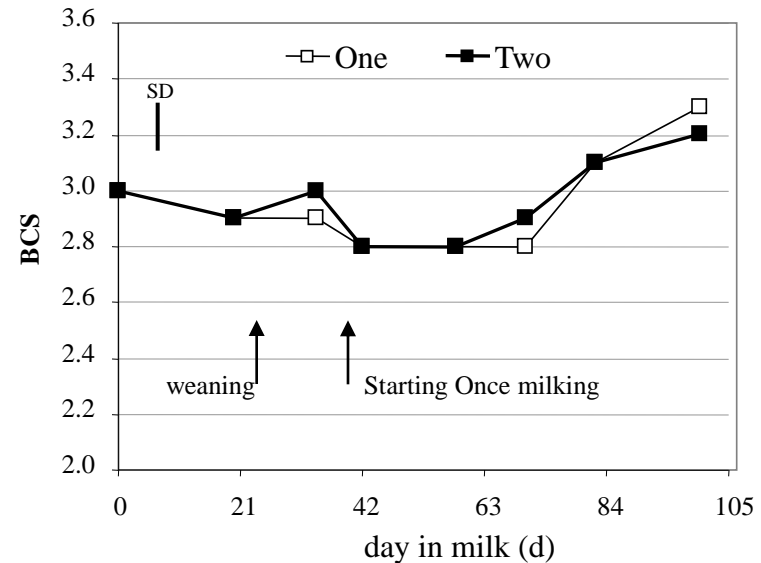 3.6
One Two
3.4
SD
3.2
3.0
BCS
2.8
2.6
2.4
weaning Starting Once milking
2.2
2.0
0 21 42 63 84 105
day in milk (d)